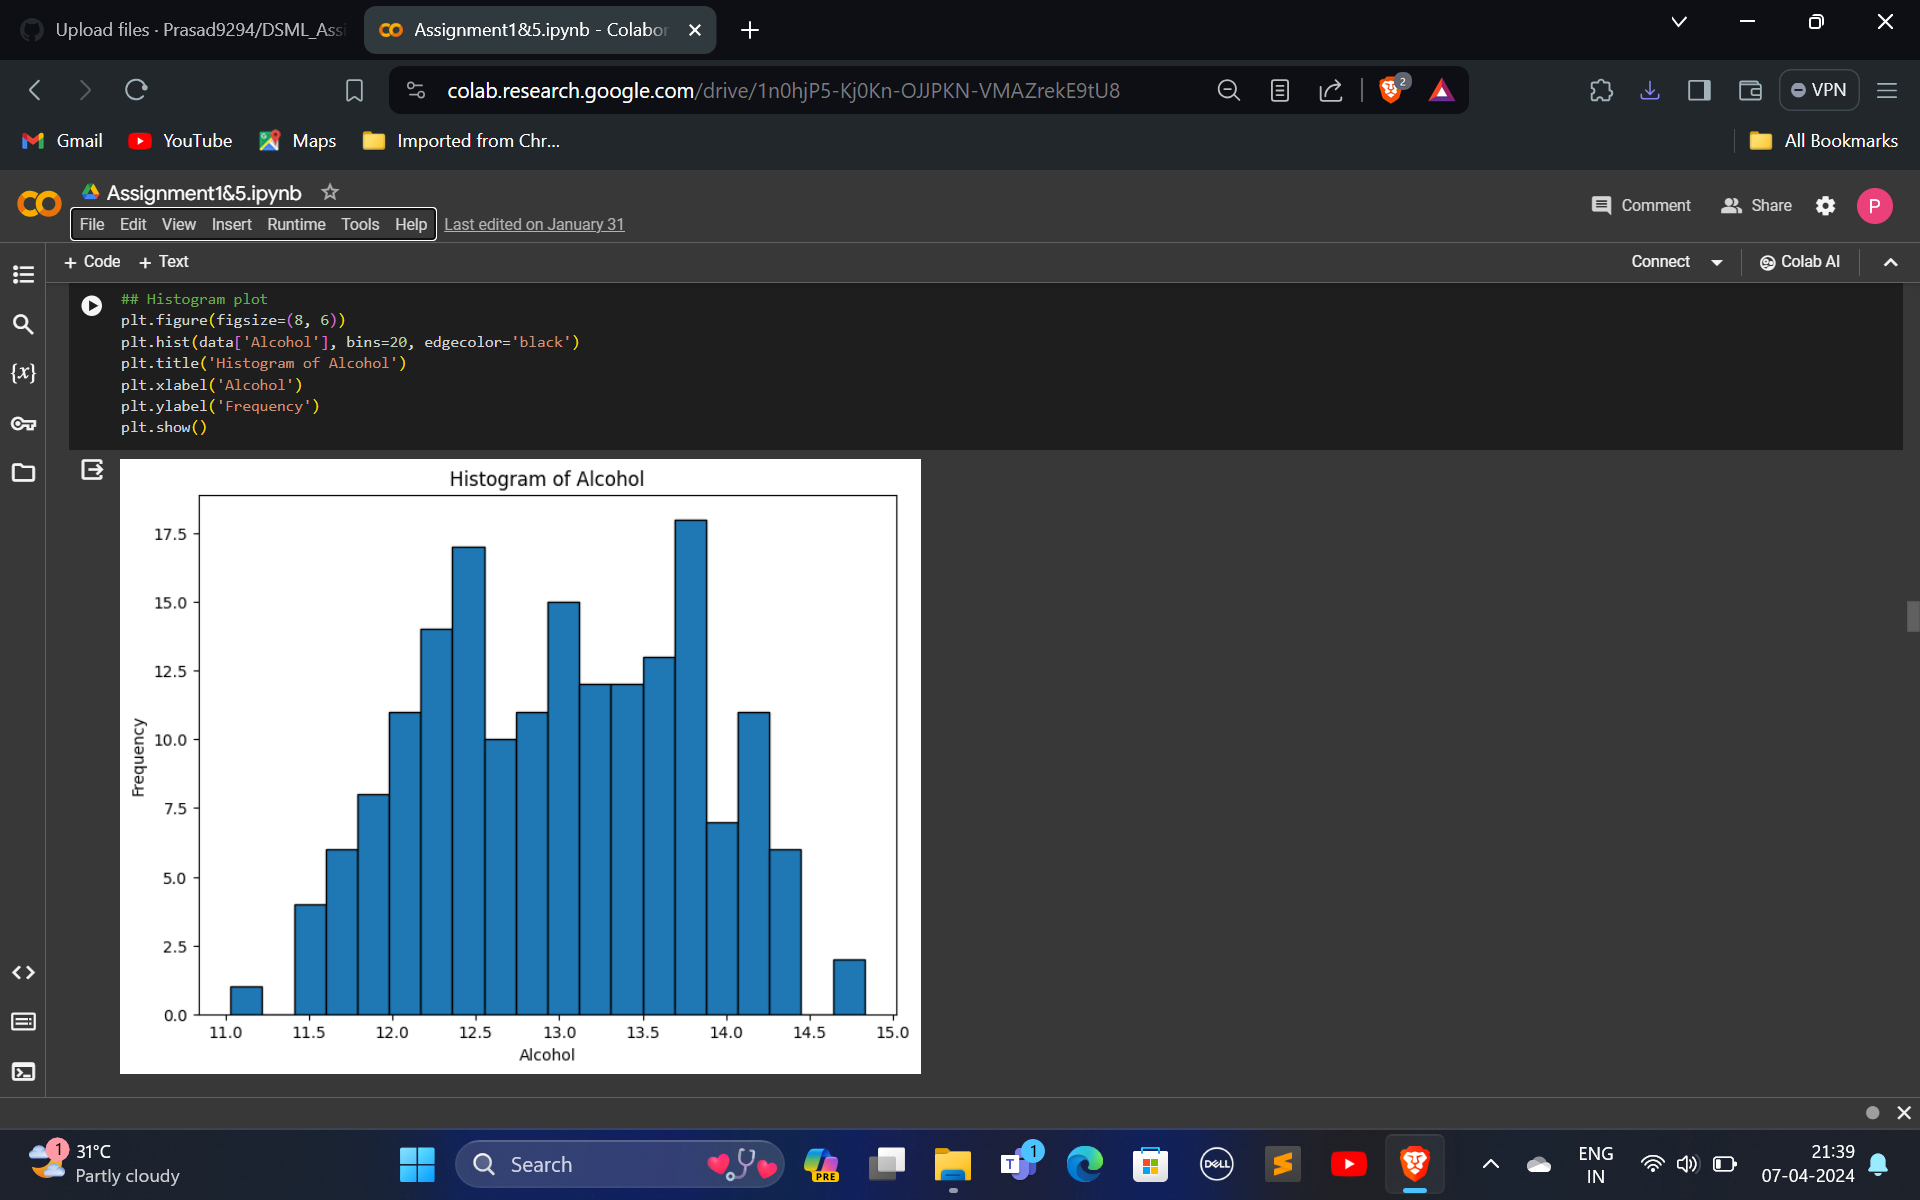 Upload files · Prasad9294/DSML_Assi
Assignment1&5.ipynb - Colabor
colab.research.google.com/drive/1n0hjP5-Kj0Kn-OJJPKN-VMAZrekE9tU8
2
VPN
Gmail
YouTube
Maps
Imported from Chr...
All Bookmarks
Assignment1&5.ipynb
File Edit View Insert Runtime Tools Help Last edited on January 31
Comment
Share
P
+ Code + Text
Connect
Colab AI
## Histogram plot
plt.figure(figsize=(8, 6))
plt.hist(data['Alcohol'], bins=20, edgecolor='black')
plt.title('Histogram of Alcohol')
plt.xlabel('Alcohol')
plt.ylabel('Frequency')
plt.show()
{x}
Histogram of Alcohol
17.5
15.0
12.5
10.0
7.5
5.0
2.5
0.0
Frequency
11.0 11.5 12.0 12.5 13.0 13.5 14.0 14.5 15.0
Alcohol
1
31°C
Partly cloudy
Search
PRE
T
1
DELL
ENG
IN
21:39
07-04-2024